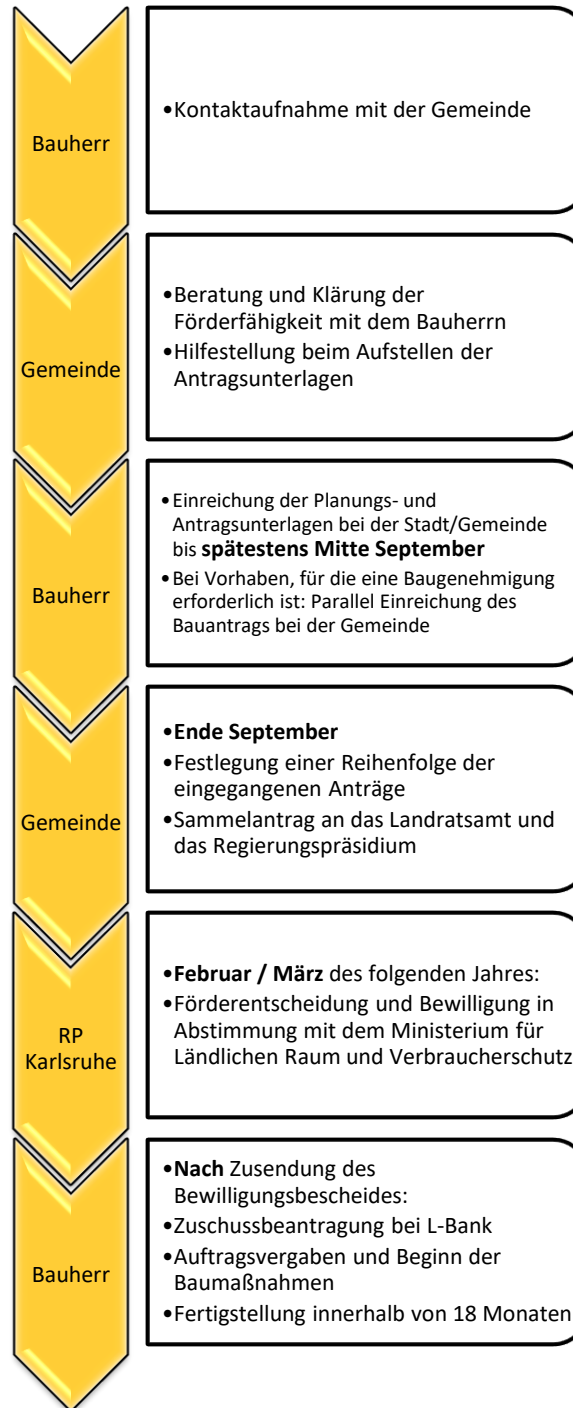 Bauherr
•Kontaktaufnahme mit der Gemeinde
Gemeinde
•Beratung und Klärung der
Förderfähigkeit mit dem Bauherrn
•Hilfestellung beim Aufstellen der
Antragsunterlagen
Bauherr
•Einreichung der Planungs- und
Antragsunterlagen bei der Stadt/Gemeinde
bis spätestens Mitte September
•Bei Vorhaben, für die eine Baugenehmigung
erforderlich ist: Parallel Einreichung des
Bauantrags bei der Gemeinde
Gemeinde
•Ende September
•Festlegung einer Reihenfolge der
eingegangenen Anträge
•Sammelantrag an das Landratsamt und
das Regierungspräsidium
RP
Karlsruhe
•Februar / März des folgenden Jahres:
•Förderentscheidung und Bewilligung in
Abstimmung mit dem Ministerium für
Ländlichen Raum und Verbraucherschutz
Bauherr
•Nach Zusendung des
Bewilligungsbescheides:
•Zuschussbeantragung bei L-Bank
•Auftragsvergaben und Beginn der
Baumaßnahmen
•Fertigstellung innerhalb von 18 Monaten